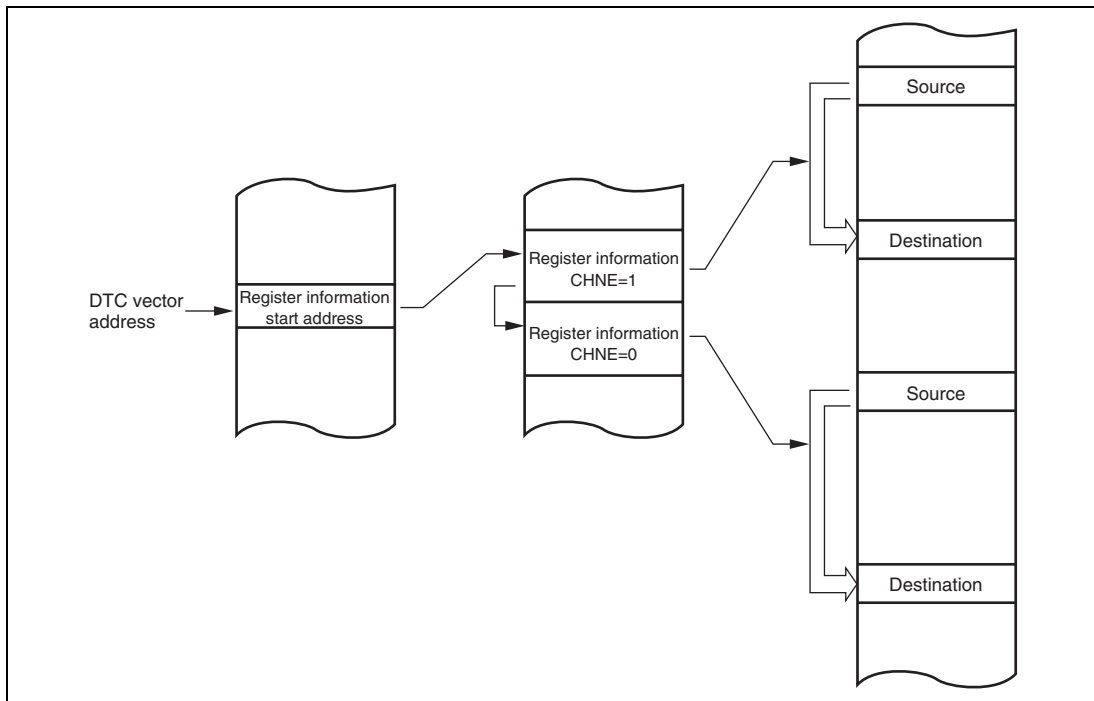 DTC vector
address
Register information
start address
Register information
CHNE=1
Register information
CHNE=0
Source
Destination
Source
Destination